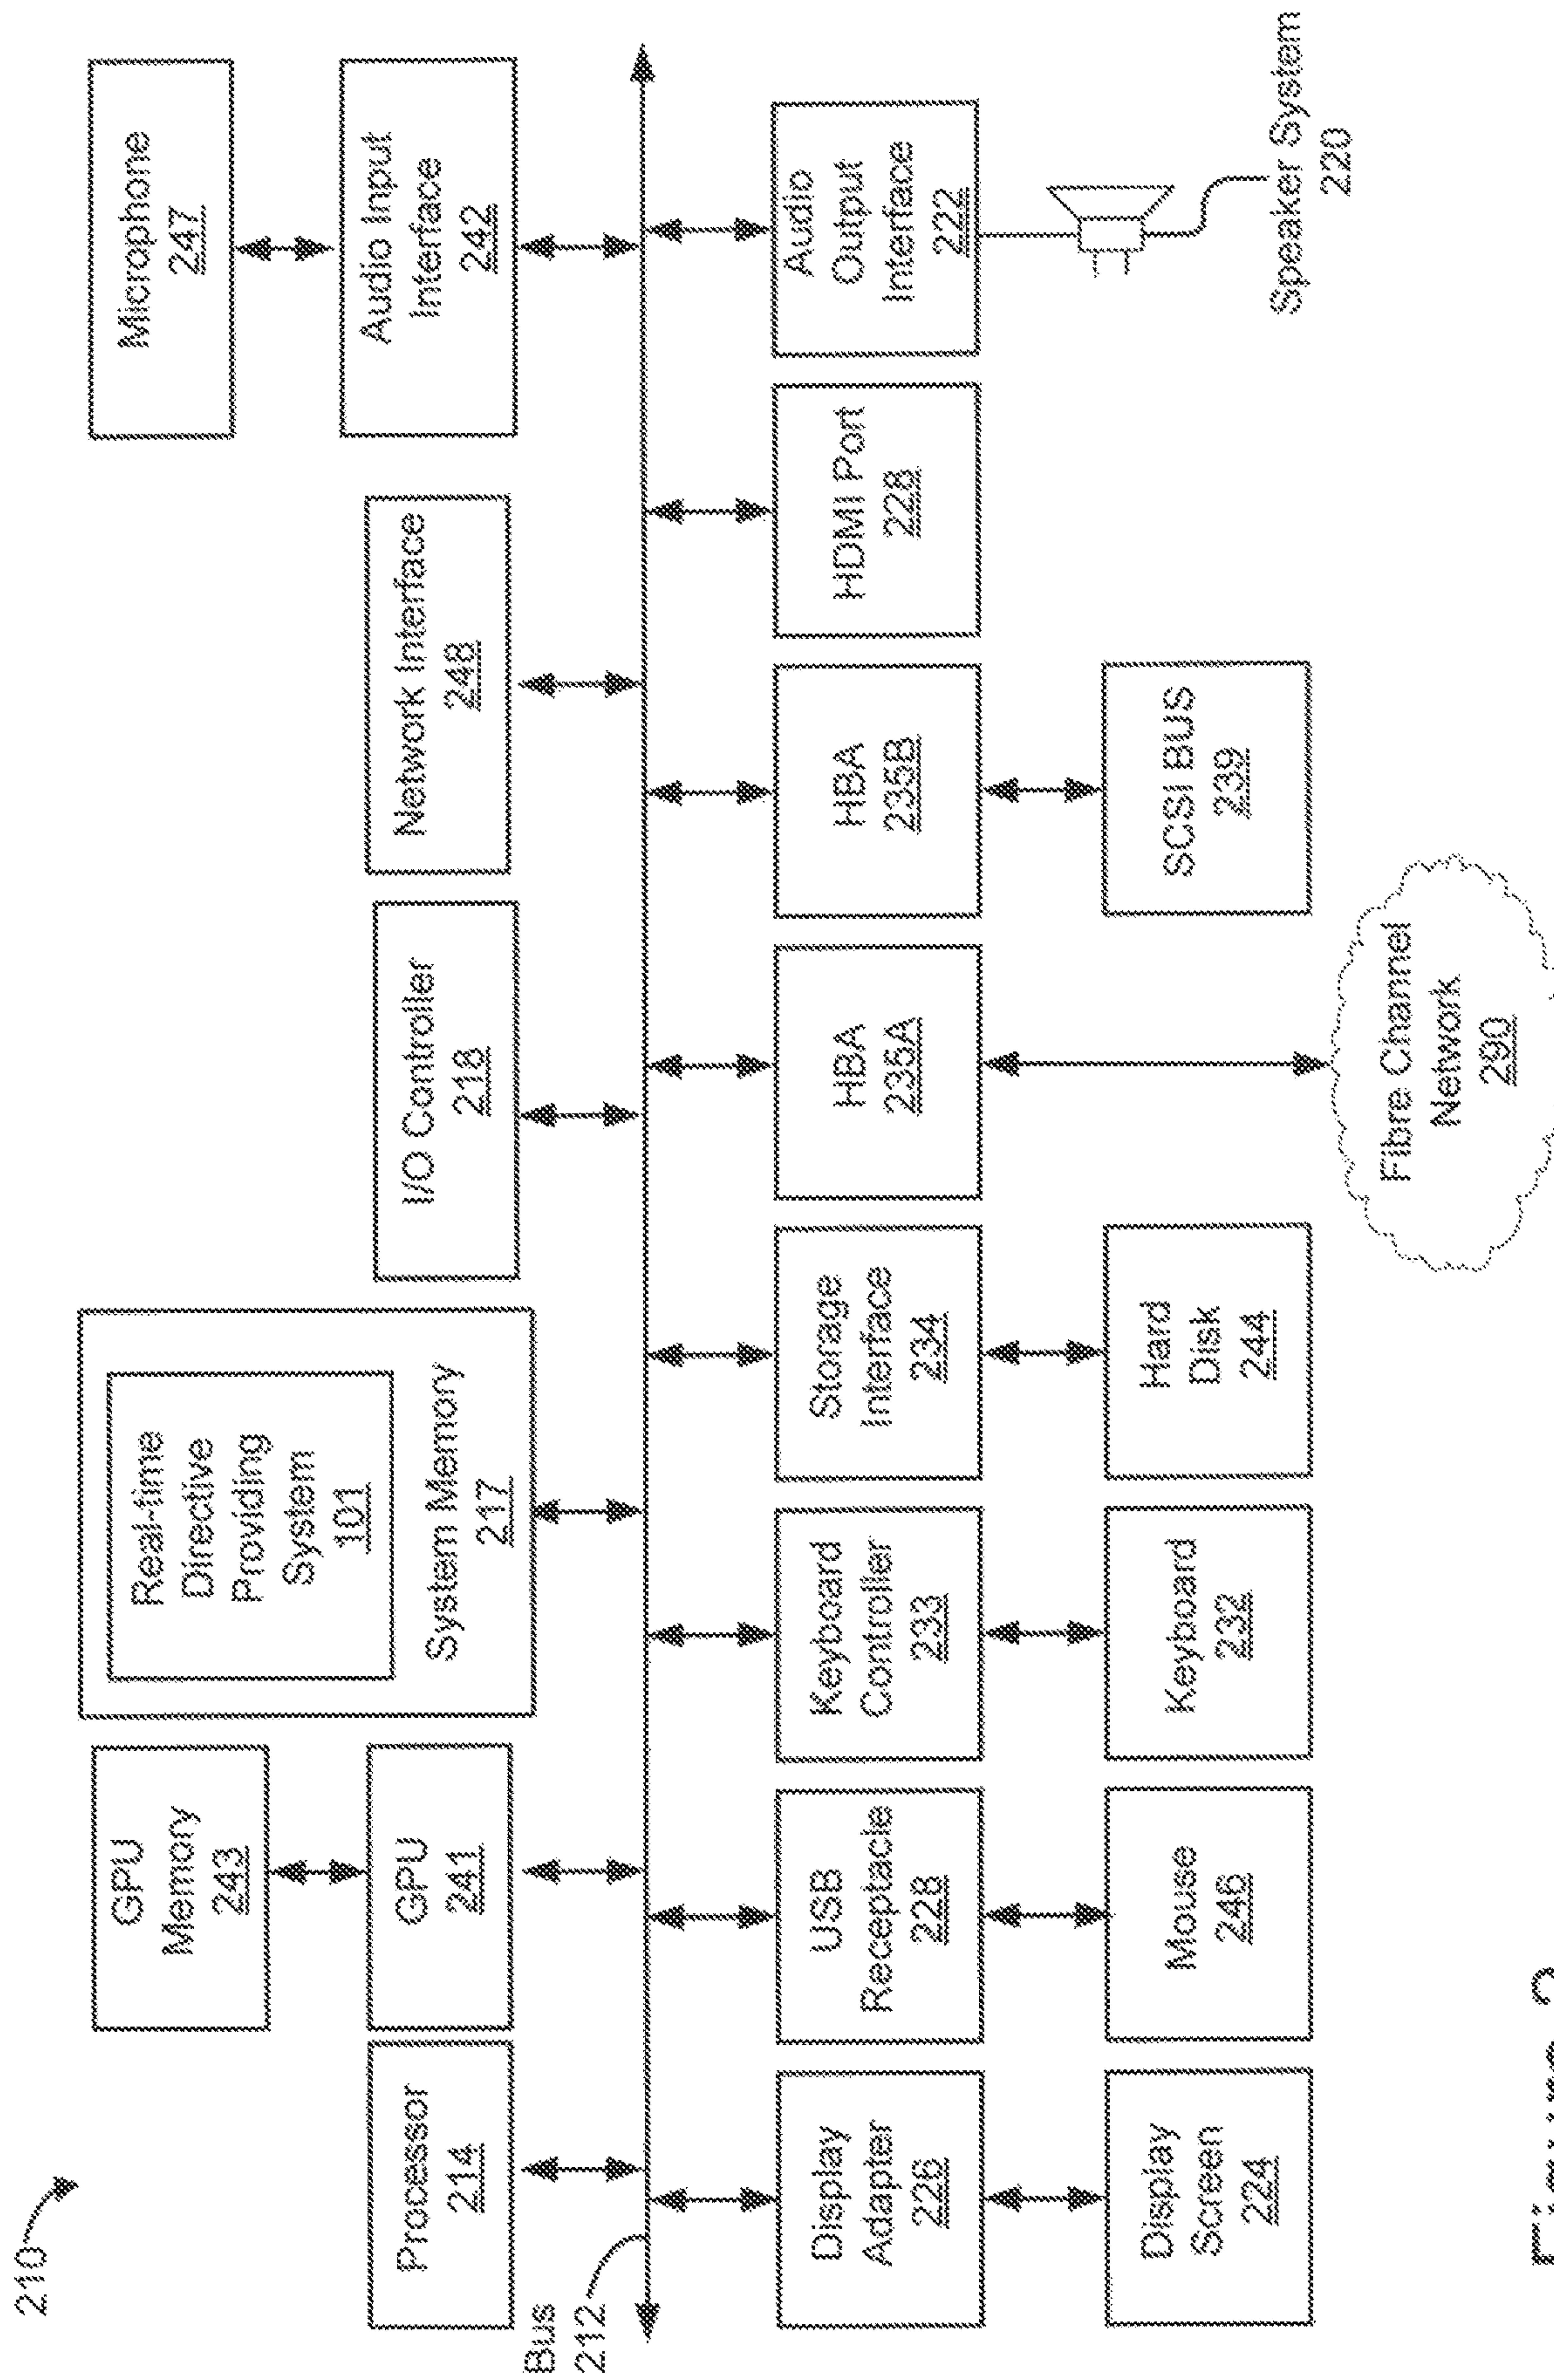 210
GPU
Memory
243
Real-time
Directive
Providing
System
101
System Memory
217
Microphone
247
Processor
214
GPU
241
I/O Controller
218
Network Interface
248
Audio Input
Interface
242
Bus
212
Display
Adapter
226
USB
Receptacle
228
Keyboard
Controller
233
Storage
Interface
234
HBA
235A
HBA
235B
HDMI Port
228
Audio
Output
Interface
222
Display
Screen
224
Mouse
246
Keyboard
232
Hard
Disk
244
SCSI BUS
239
Speaker System
220
Fibre Channel
Network
290